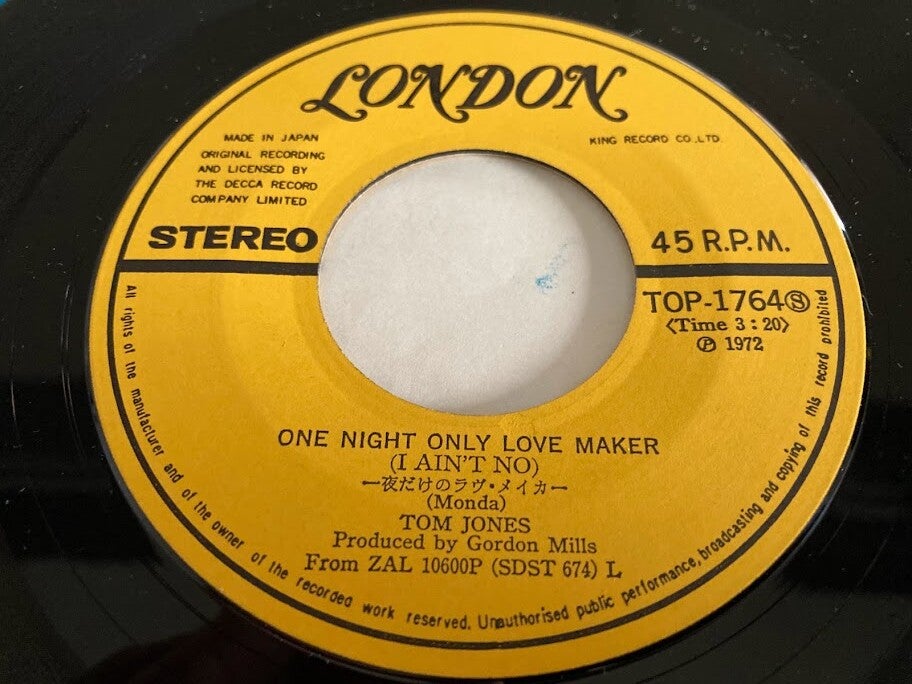 LONDON
MADE IN JAPAN
ORIGINAL RECORDING
AND LICENSED BY
THE DECCA RECORD
COMPANY LIMITED
KING RECORD CO.,LTD.
STEREO
45 R.P.M.
TOP-1764Ⓢ
〈Time 3 : 20〉
℗ 1972
ONE NIGHT ONLY LOVE MAKER
(I AIN'T NO)
一夜だけのラヴ・メイカー
(Monda)
TOM JONES
Produced by Gordon Mills
From ZAL 10600P (SDST 674) L
All rights of the manufacturer and of the owner of the recorded work reserved. Unauthorised public performance, broadcasting and copying of this record prohibited